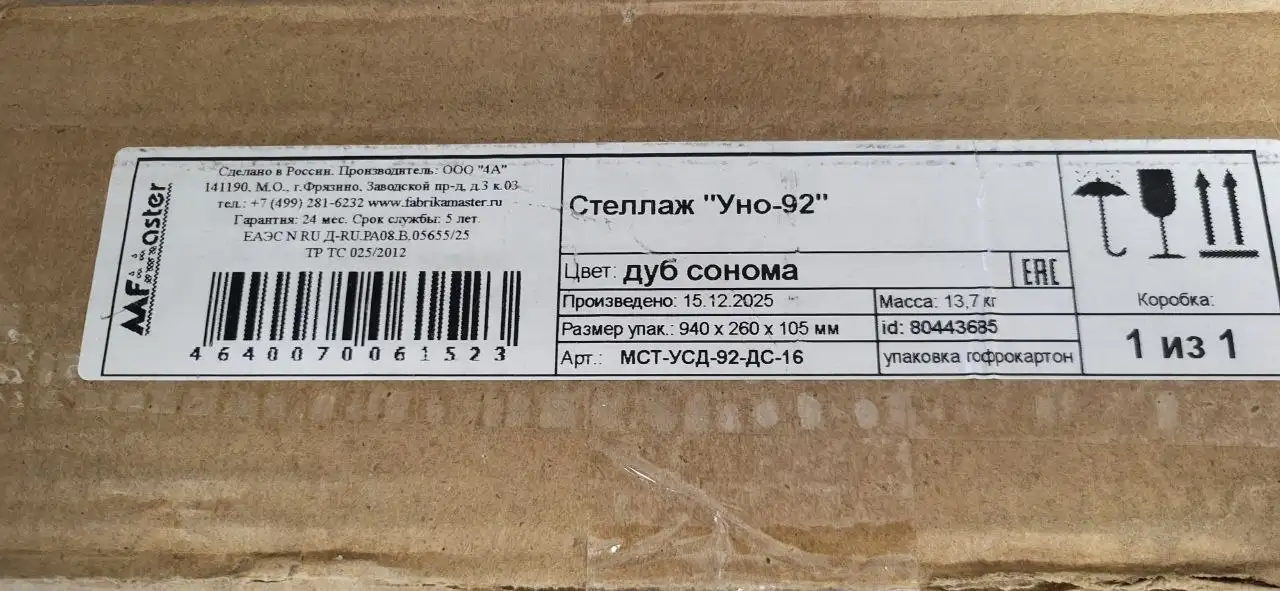 MF master
Сделано в России. Производитель: ООО "4А"
141190, М.О., г.Фрязино, Заводской пр-д, д.3 к.03
тел.: +7 (499) 281-6232 www.fabrikamaster.ru
Гарантия: 24 мес. Срок службы: 5 лет.
ЕАЭС N RU Д-RU.РА08.В.05655/25
ТР ТС 025/2012
4640070061523
Стеллаж "Уно-92"
Цвет: дуб сонома
EAC
Произведено: 15.12.2025
Масса: 13,7 кг
Размер упак.: 940 х 260 х 105 мм
id: 80443685
Арт.: МСТ-УСД-92-ДС-16
упаковка гофрокартон
Коробка:
1 из 1